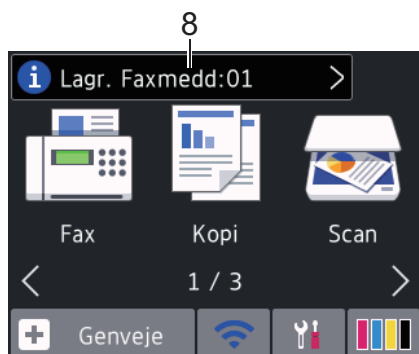 8
Lagr. Faxmedd:01
Fax Kopi Scan
1 / 3
Genveje